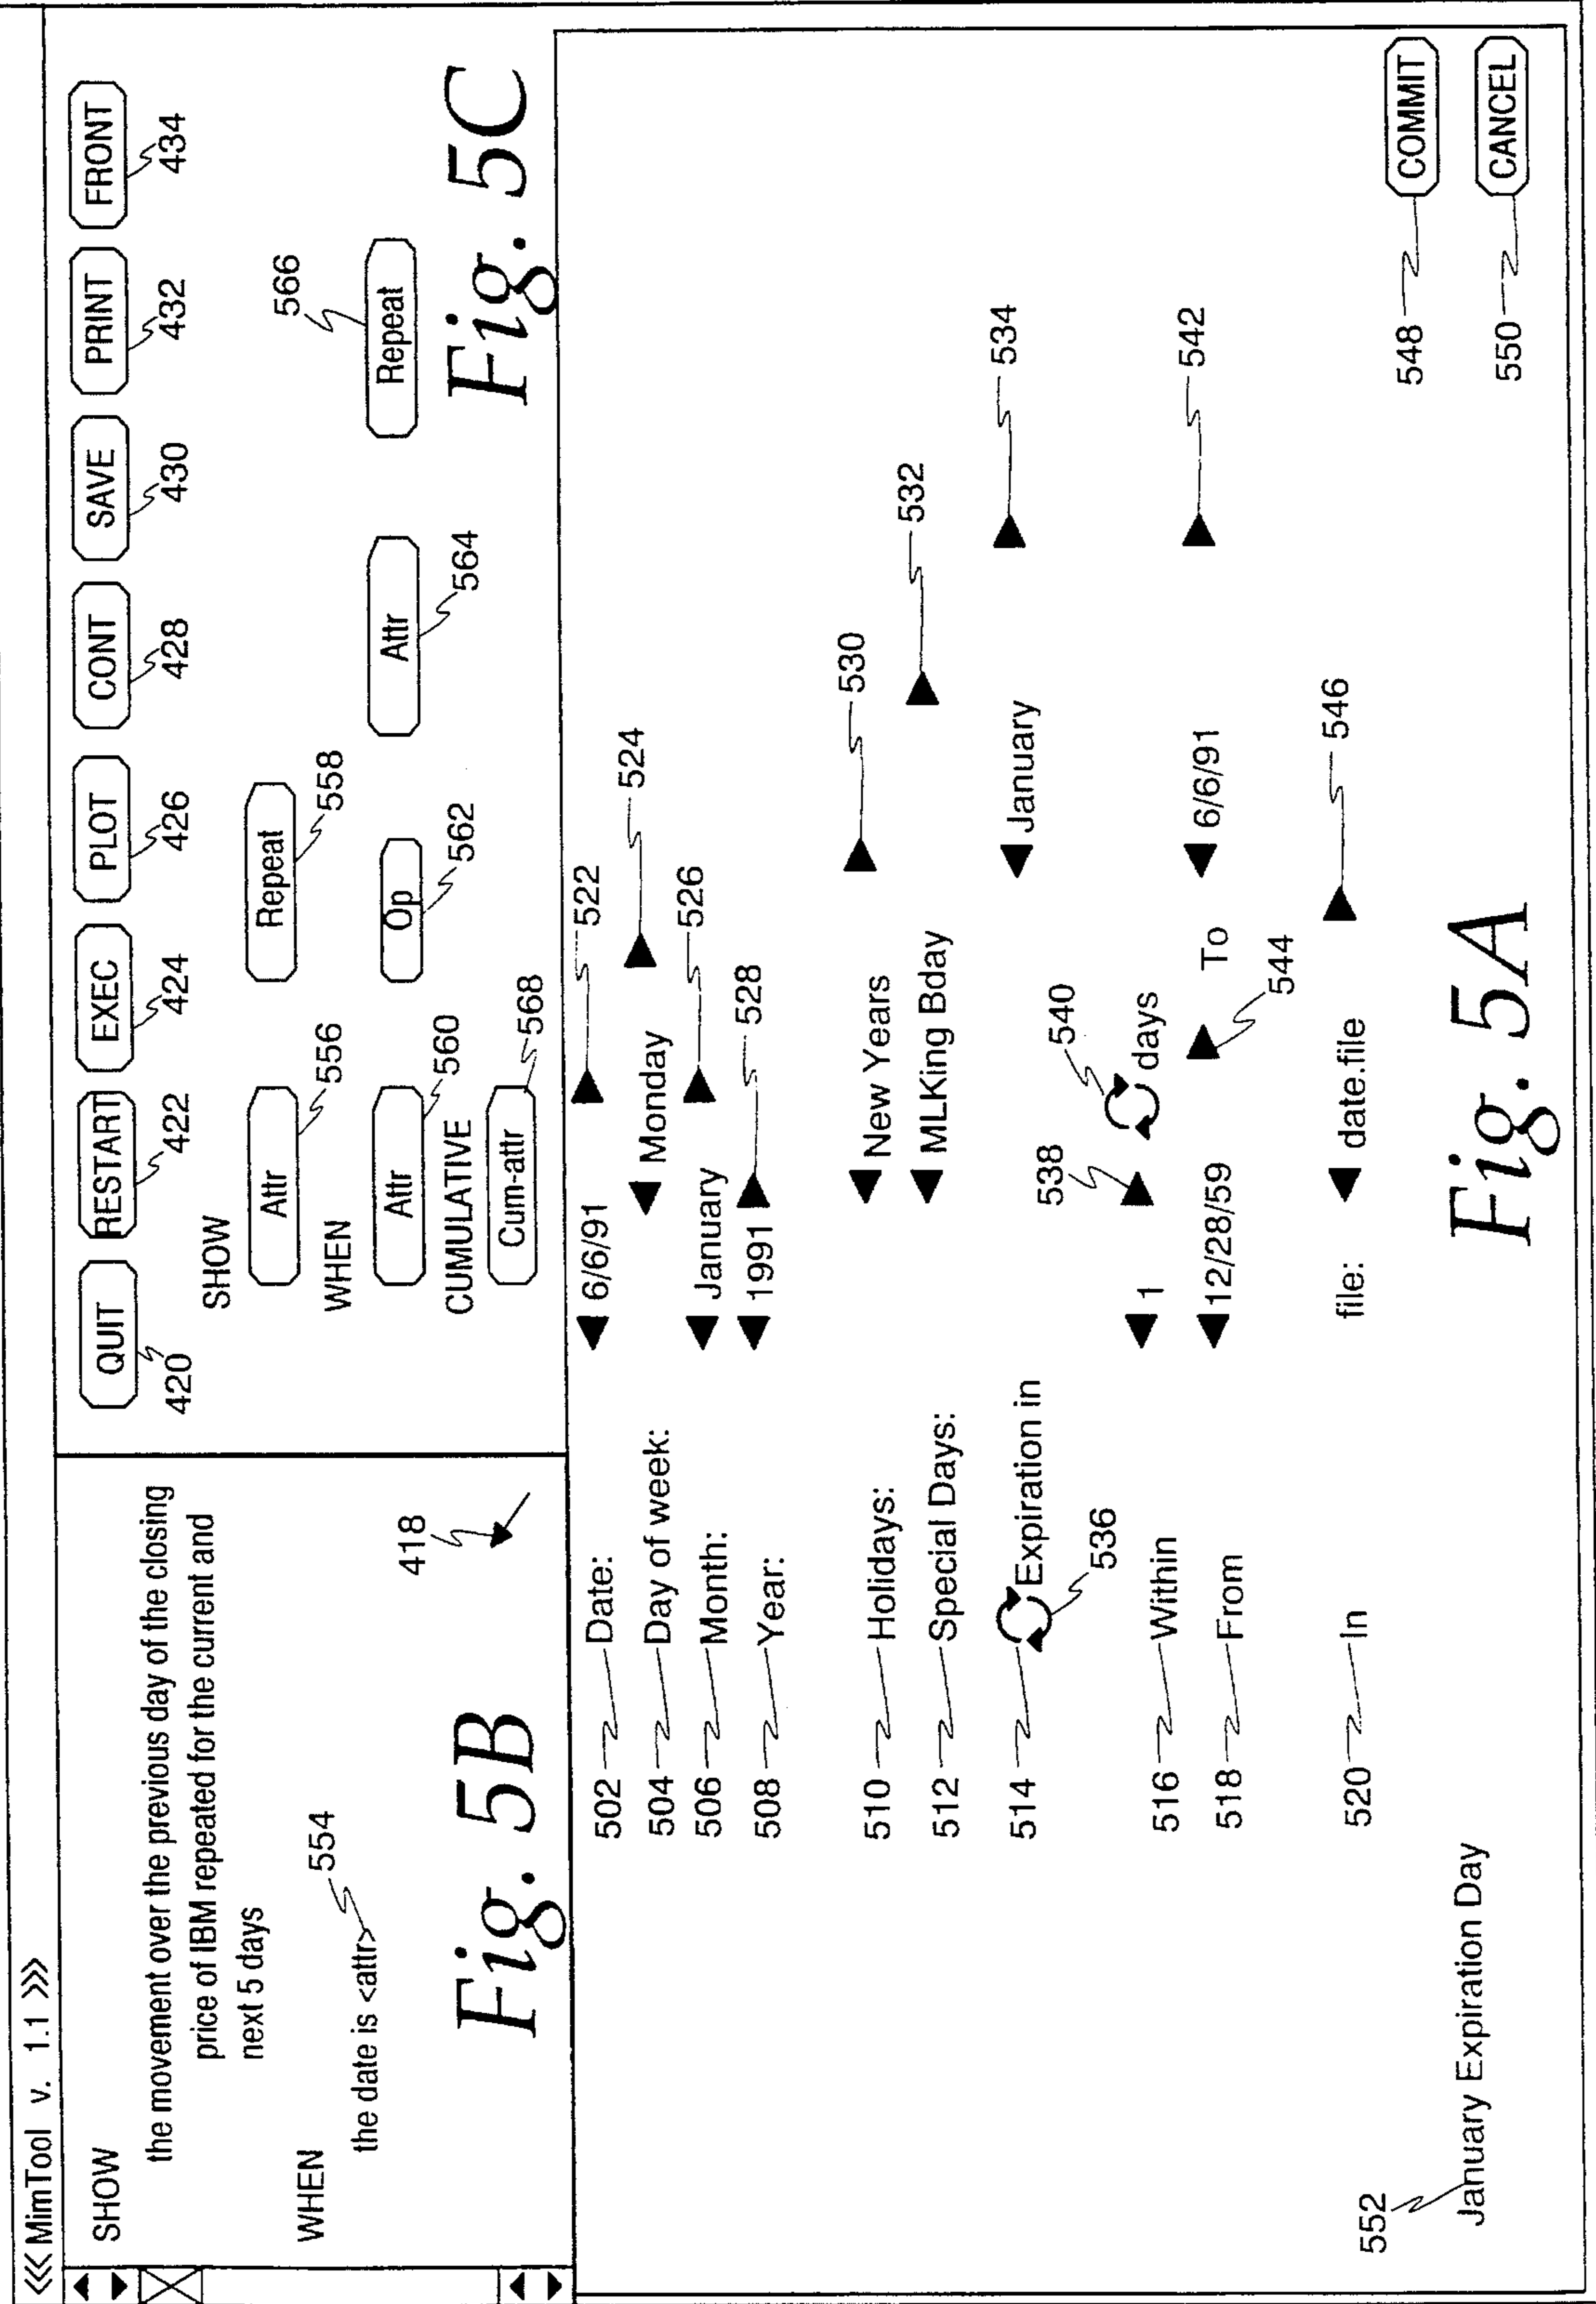 <<< MimTool v. 1.1 >>>
SHOW
the movement over the previous day of the closing
price of IBM repeated for the current and
next 5 days
WHEN
554
the date is <attr>
418
Fig. 5B
QUIT RESTART EXEC PLOT CONT SAVE PRINT FRONT
420 422 424 426 428 430 432 434
SHOW
Attr Repeat
556 558
566
WHEN
Attr Op Attr Repeat
560 562 564
CUMULATIVE
Cum-attr
568
Fig. 5C
502 Date: 6/6/91 522
504 Day of week: Monday 524
506 Month: January 526
508 Year: 1991 528
510 Holidays: New Years 530
512 Special Days: MLKing Bday 532
514 Expiration in January 534
536
538 540
516 Within 1 days
518 From 12/28/59 To 6/6/91 542
544
520 In file: date.file 546
548 COMMIT
550 CANCEL
552
January Expiration Day
Fig. 5A